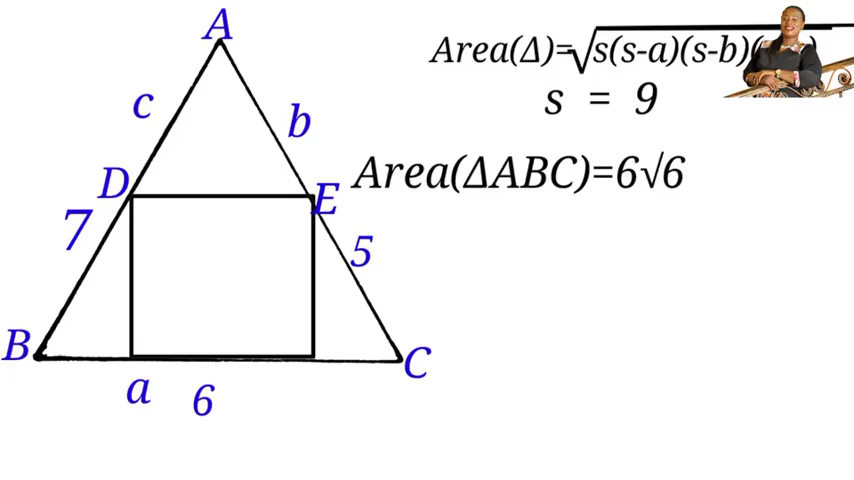 A
c
b
D
E
7
5
B
C
a
6
Area(Δ)=√s(s-a)(s-b)(
s = 9
Area(ΔABC)=6√6